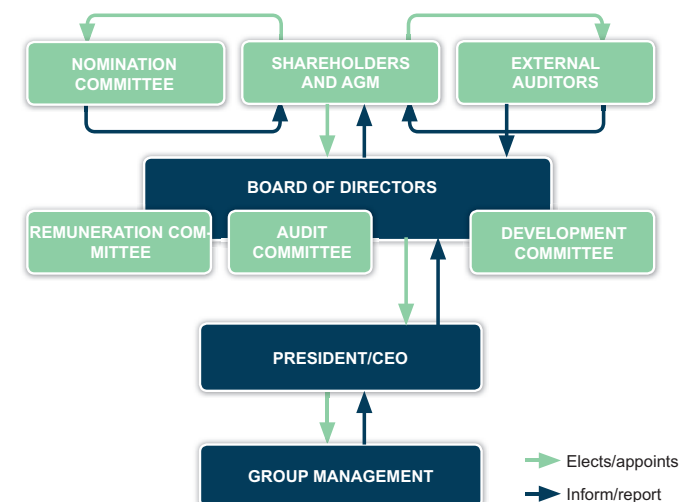 NOMINATION
COMMITTEE
SHAREHOLDERS
AND AGM
EXTERNAL
AUDITORS
BOARD OF DIRECTORS
REMUNERATION COM-
MITTEE
AUDIT
COMMITTEE
DEVELOPMENT
COMMITTEE
PRESIDENT/CEO
GROUP MANAGEMENT
Elects/appoints
Inform/report